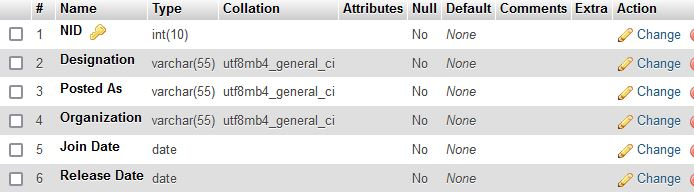 # Name Type Collation Attributes Null Default Comments Extra Action
1 NID int(10) No None Change
2 Designation varchar(55) utf8mb4_general_ci No None Change
3 Posted As varchar(55) utf8mb4_general_ci No None Change
4 Organization varchar(55) utf8mb4_general_ci No None Change
5 Join Date date No None Change
6 Release Date date No None Change